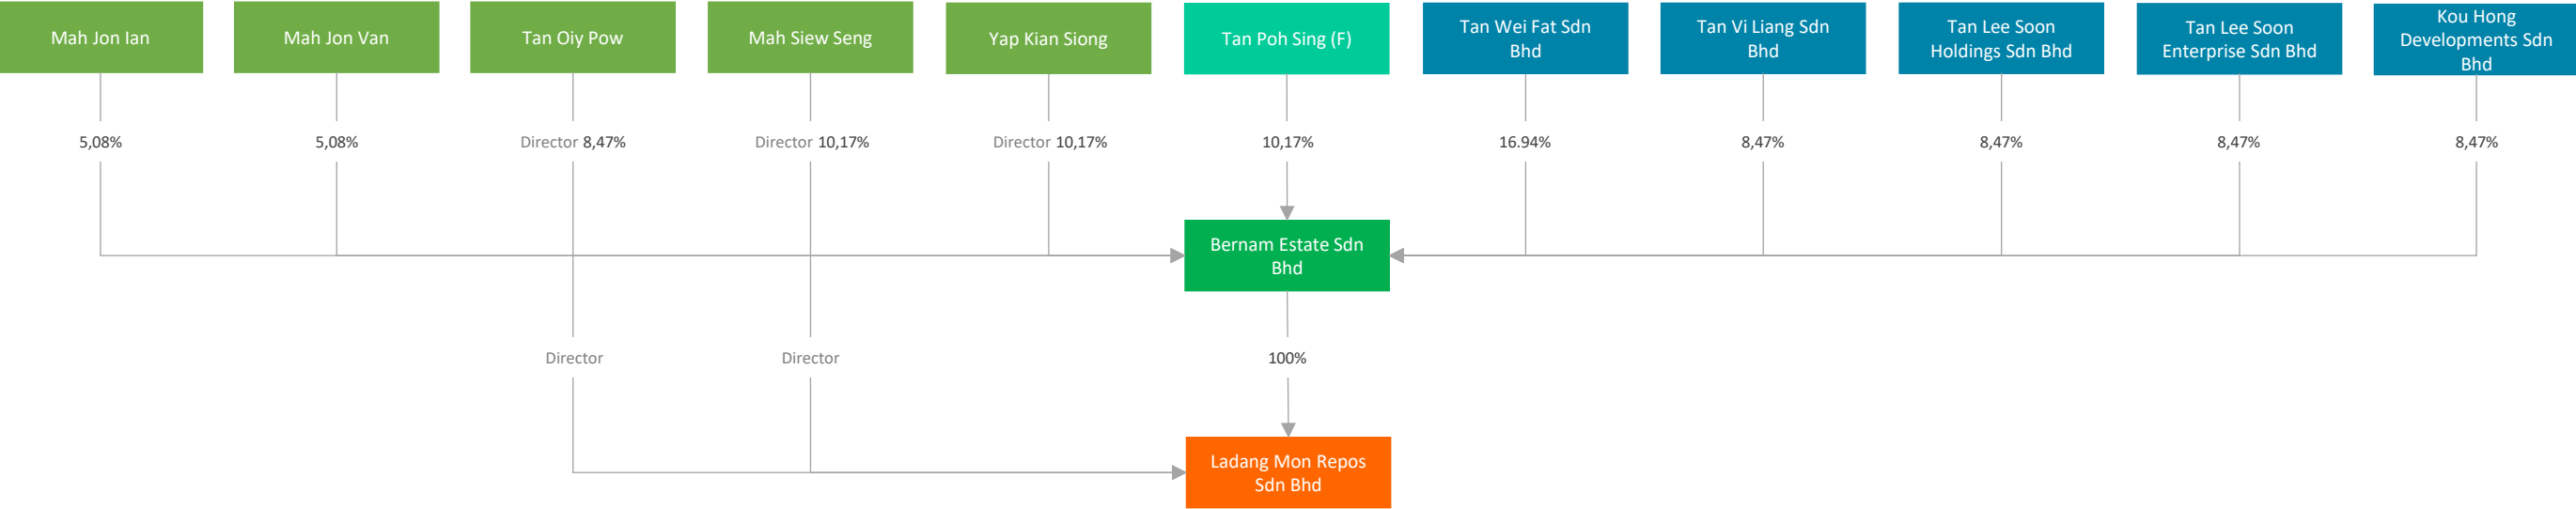 Mah Jon Ian
Mah Jon Van
Tan Oiy Pow
Mah Siew Seng
Yap Kian Siong
Tan Poh Sing (F)
Tan Wei Fat Sdn
Bhd
Tan Vi Liang Sdn
Bhd
Tan Lee Soon
Holdings Sdn Bhd
Tan Lee Soon
Enterprise Sdn Bhd
Kou Hong
Developments Sdn
Bhd
5,08%
5,08%
Director 8,47%
Director 10,17%
Director 10,17%
10,17%
16.94%
8,47%
8,47%
8,47%
8,47%
Bernam Estate Sdn
Bhd
Director
Director
100%
Ladang Mon Repos
Sdn Bhd